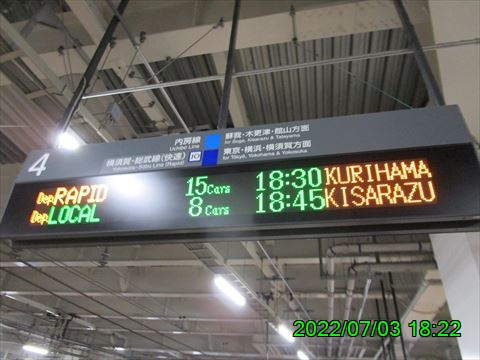 4
内房線
Uchibo Line
蘇我・木更津・館山方面
for Soga, Kisarazu & Tateyama
横須賀・総武線(快速)
Yokosuka-Sobu Line (Rapid)
JO
東京・横浜・横須賀方面
for Tōkyō, Yokohama & Yokosuka
Dep RAPID 15 Cars 18:30 KURIHAMA
Dep LOCAL 8 Cars 18:45 KISARAZU
2022/07/03 18:22